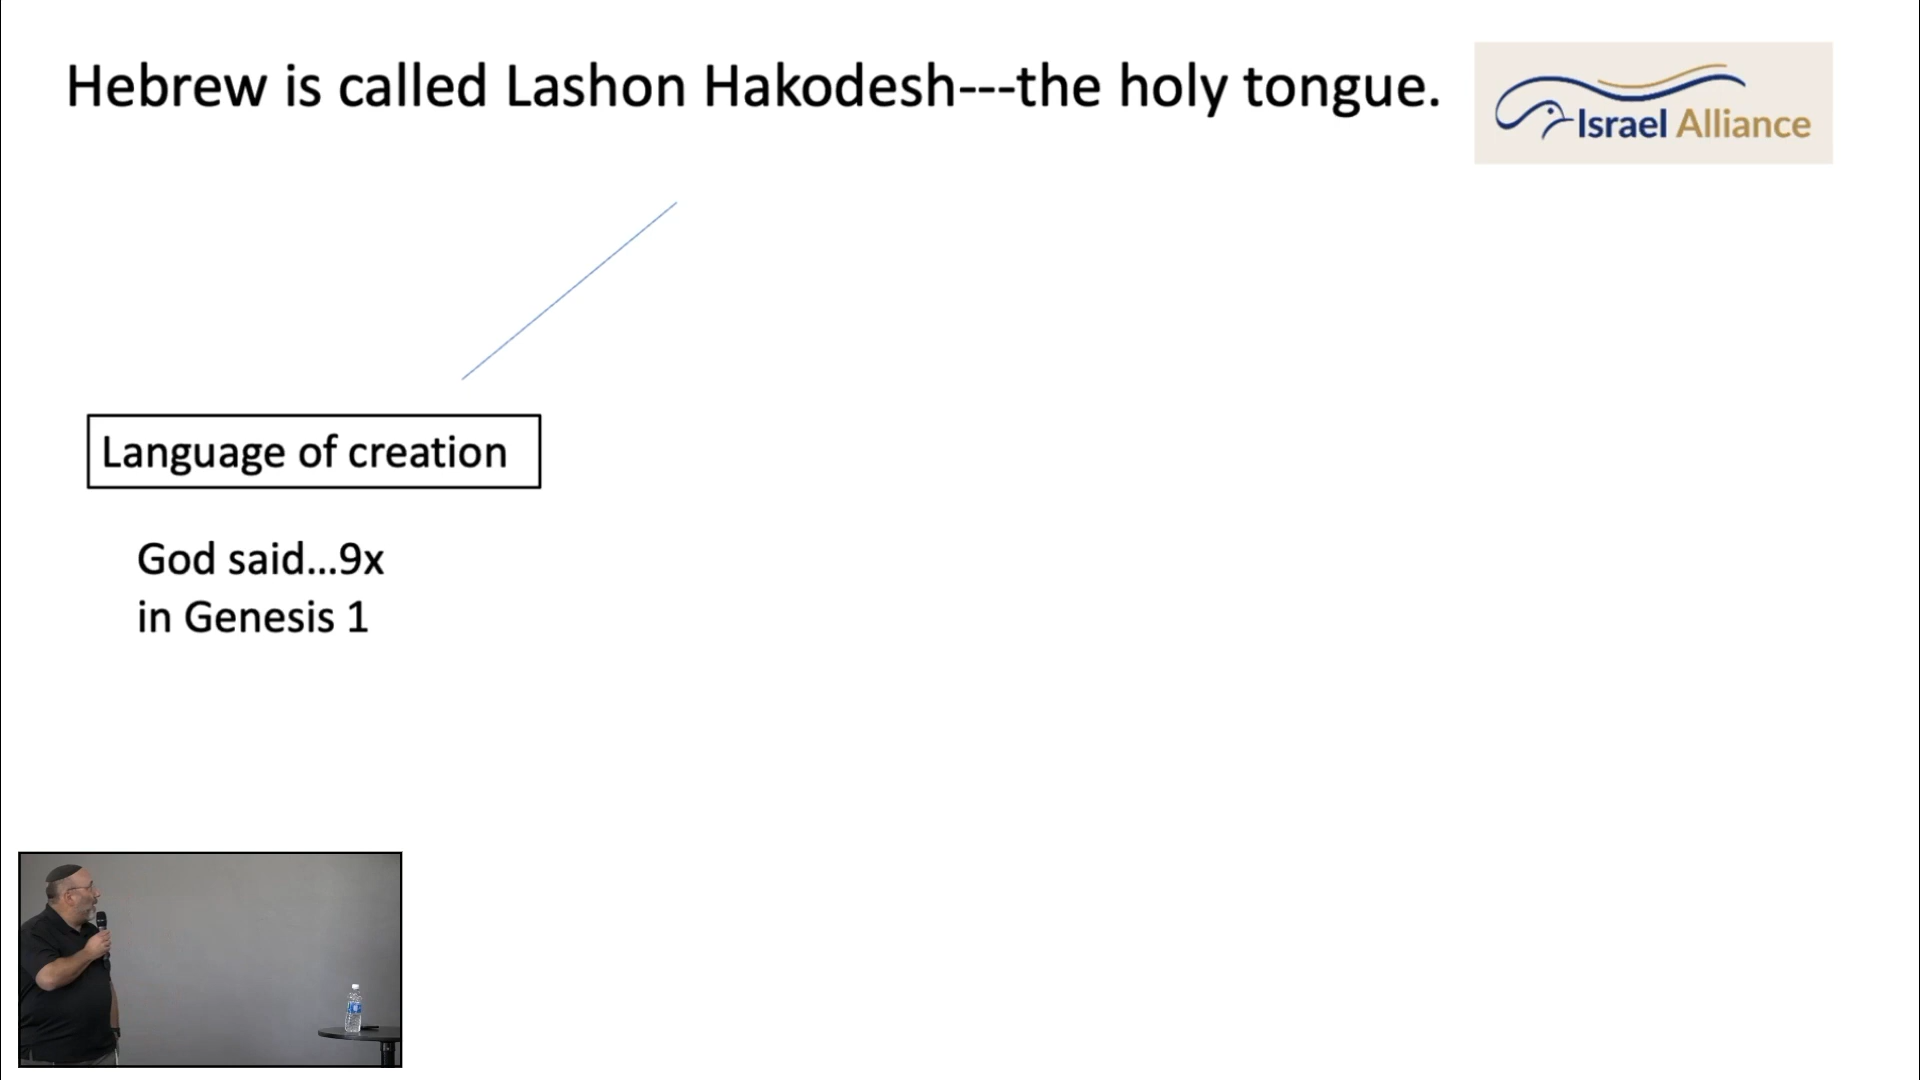 Hebrew is called Lashon Hakodesh---the holy tongue.
Israel Alliance
Language of creation
God said...9x
in Genesis 1